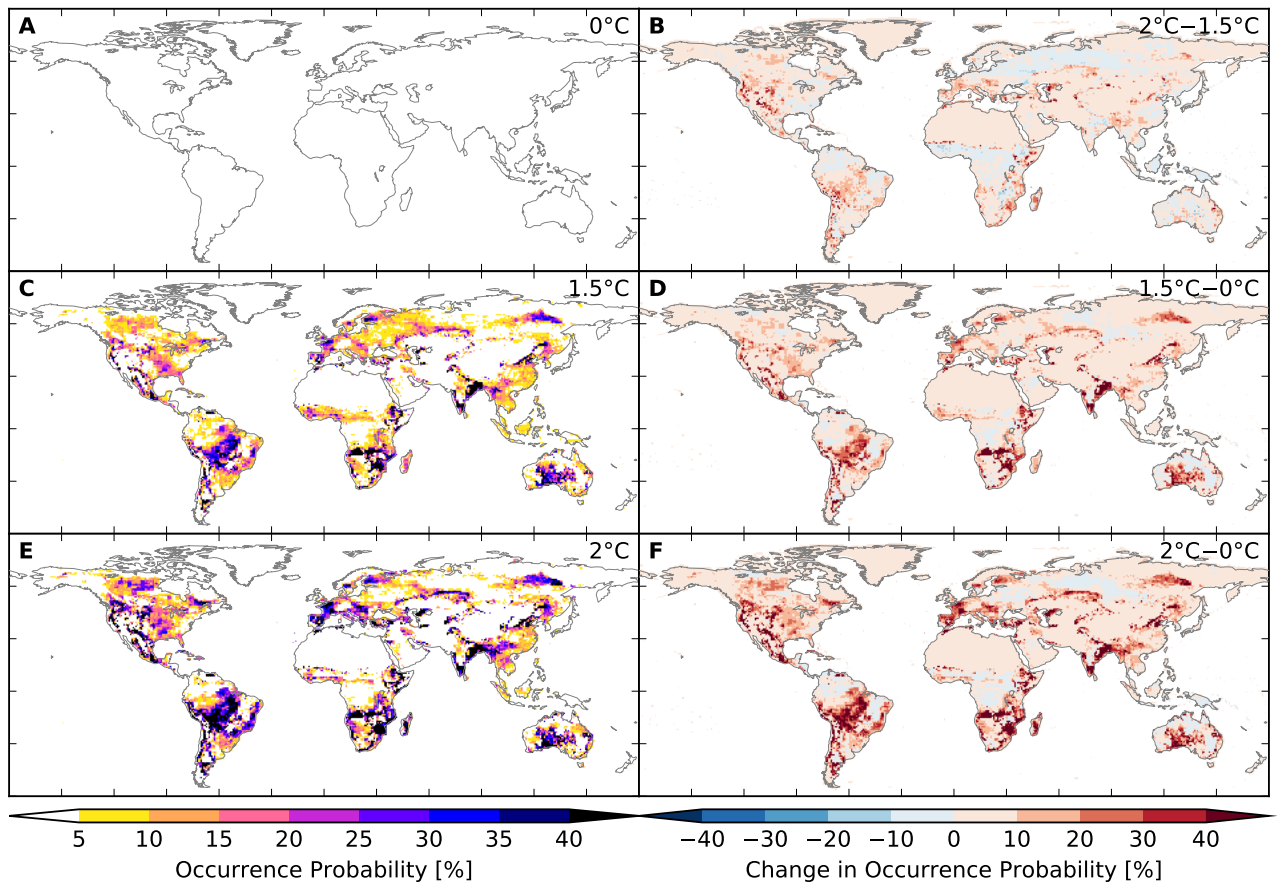 A 0°C
B 2°C−1.5°C
C 1.5°C
D 1.5°C−0°C
E 2°C
F 2°C−0°C
5 10 15 20 25 30 35 40
Occurrence Probability [%]
−40 −30 −20 −10 0 10 20 30 40
Change in Occurrence Probability [%]